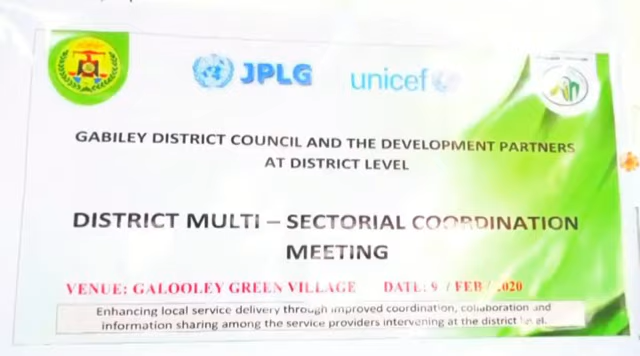 JPLG
unicef
GABILEY DISTRICT COUNCIL AND THE DEVELOPMENT PARTNERS
AT DISTRICT LEVEL
DISTRICT MULTI – SECTORIAL COORDINATION
MEETING
VENUE: GALOOLEY GREEN VILLAGE DATE: 9 / FEB / 2020
Enhancing local service delivery through improved coordination, collaboration and
information sharing among the service providers intervening at the district level.